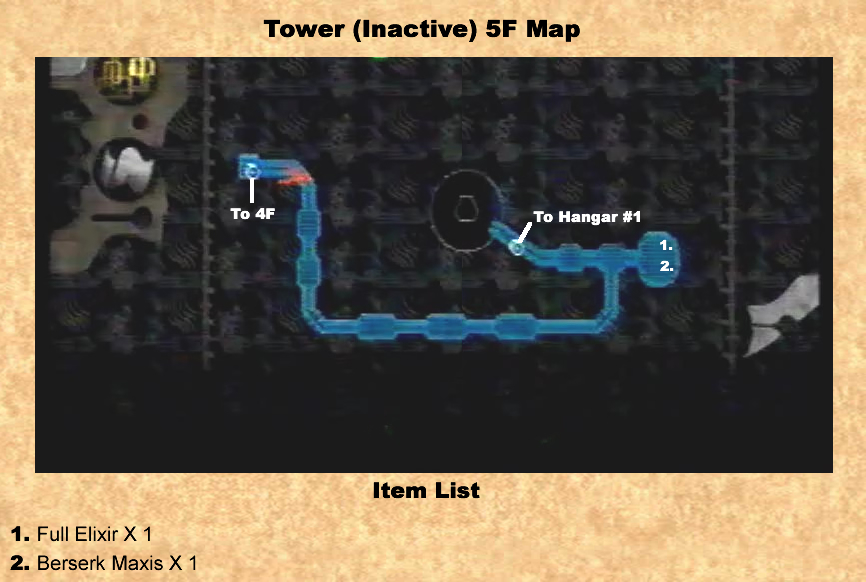 Tower (Inactive) 5F Map
To 4F
To Hangar #1
1.
2.
Item List
1. Full Elixir X 1
2. Berserk Maxis X 1